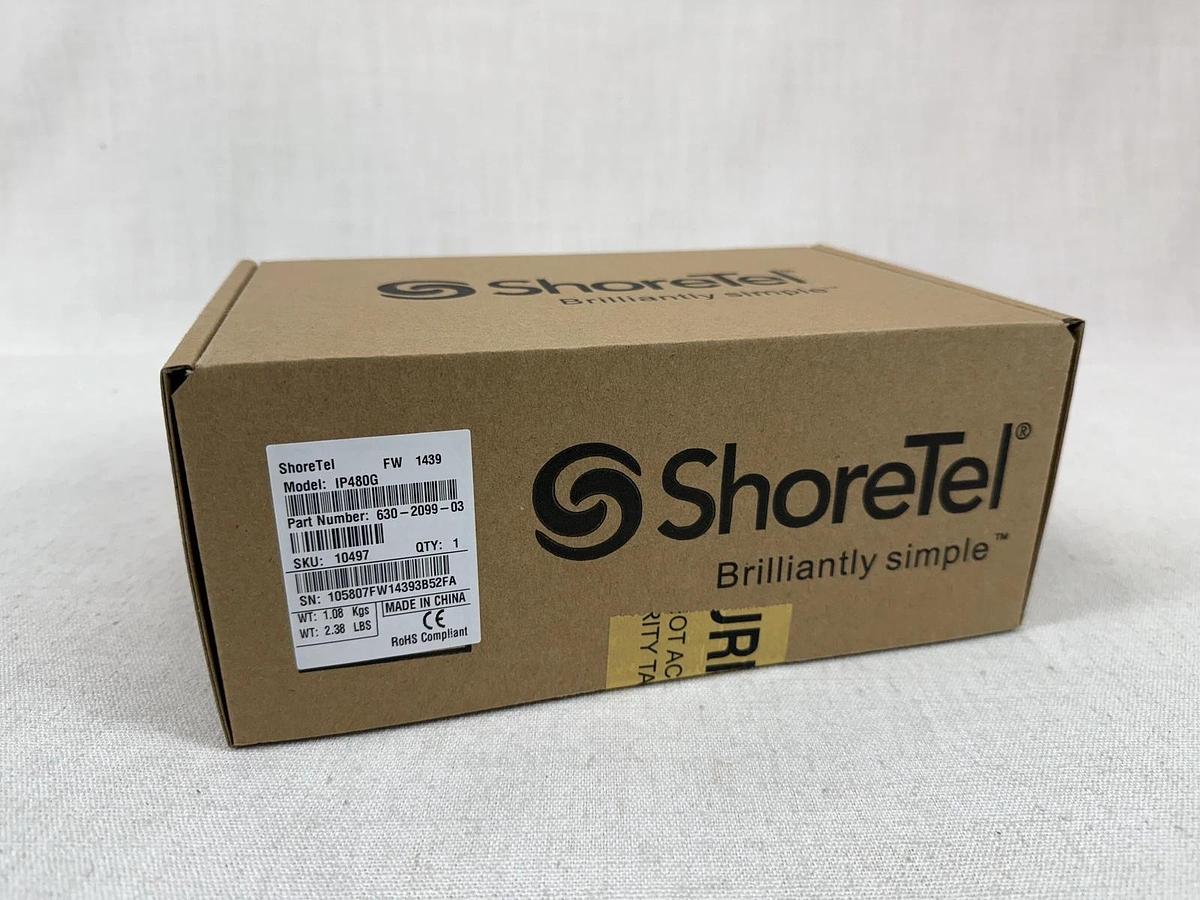 ShoreTel®
Brilliantly simple™
ShoreTel FW 1439
Model: IP480G
Part Number: 630-2099-03
SKU: 10497 QTY: 1
SN: 105807FW14393B52FA
WT: 1.08 Kgs MADE IN CHINA
WT: 2.38 LBS CE
RoHS Compliant
ShoreTel®
Brilliantly simple™